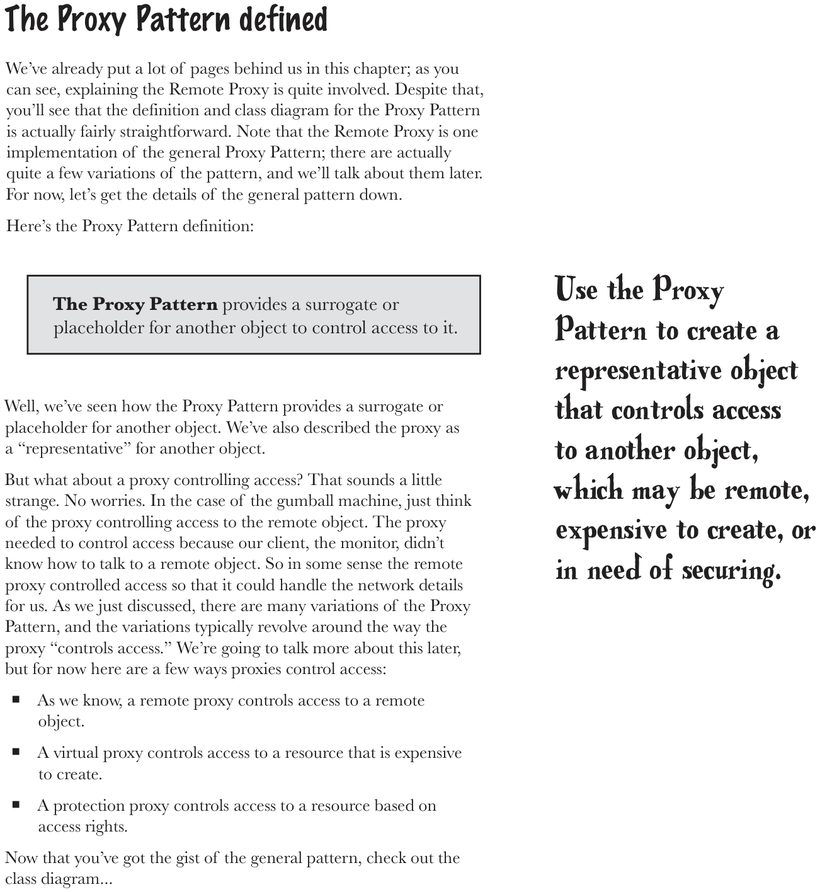 The Proxy Pattern defined
We've already put a lot of pages behind us in this chapter; as you
can see, explaining the Remote Proxy is quite involved. Despite that,
you'll see that the definition and class diagram for the Proxy Pattern
is actually fairly straightforward. Note that the Remote Proxy is one
implementation of the general Proxy Pattern; there are actually
quite a few variations of the pattern, and we'll talk about them later.
For now, let's get the details of the general pattern down.
Here's the Proxy Pattern definition:
The Proxy Pattern provides a surrogate or
placeholder for another object to control access to it.
Use the Proxy
Pattern to create a
representative object
that controls access
to another object,
which may be remote,
expensive to create, or
in need of securing.
Well, we've seen how the Proxy Pattern provides a surrogate or
placeholder for another object. We've also described the proxy as
a “representative” for another object.
But what about a proxy controlling access? That sounds a little
strange. No worries. In the case of the gumball machine, just think
of the proxy controlling access to the remote object. The proxy
needed to control access because our client, the monitor, didn't
know how to talk to a remote object. So in some sense the remote
proxy controlled access so that it could handle the network details
for us. As we just discussed, there are many variations of the Proxy
Pattern, and the variations typically revolve around the way the
proxy “controls access.” We're going to talk more about this later,
but for now here are a few ways proxies control access:
■ As we know, a remote proxy controls access to a remote
object.
■ A virtual proxy controls access to a resource that is expensive
to create.
■ A protection proxy controls access to a resource based on
access rights.
Now that you've got the gist of the general pattern, check out the
class diagram...